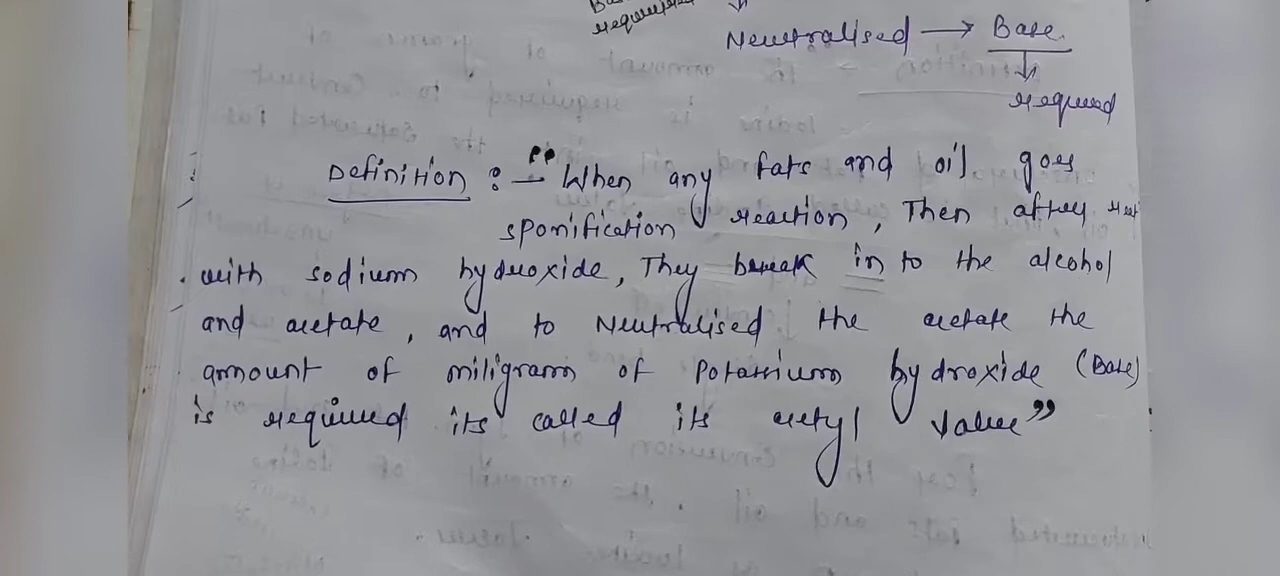 required
Neutralised → Base
↓
required
Definition :- “ When any fats and oil goes
sponification reaction, Then after
with sodium hydroxide, They break in to the alcohol
and acetate, and to Neutralised the acetate the
amount of miligram of Potassium hydroxide (Base)
is required its called its acetyl value”